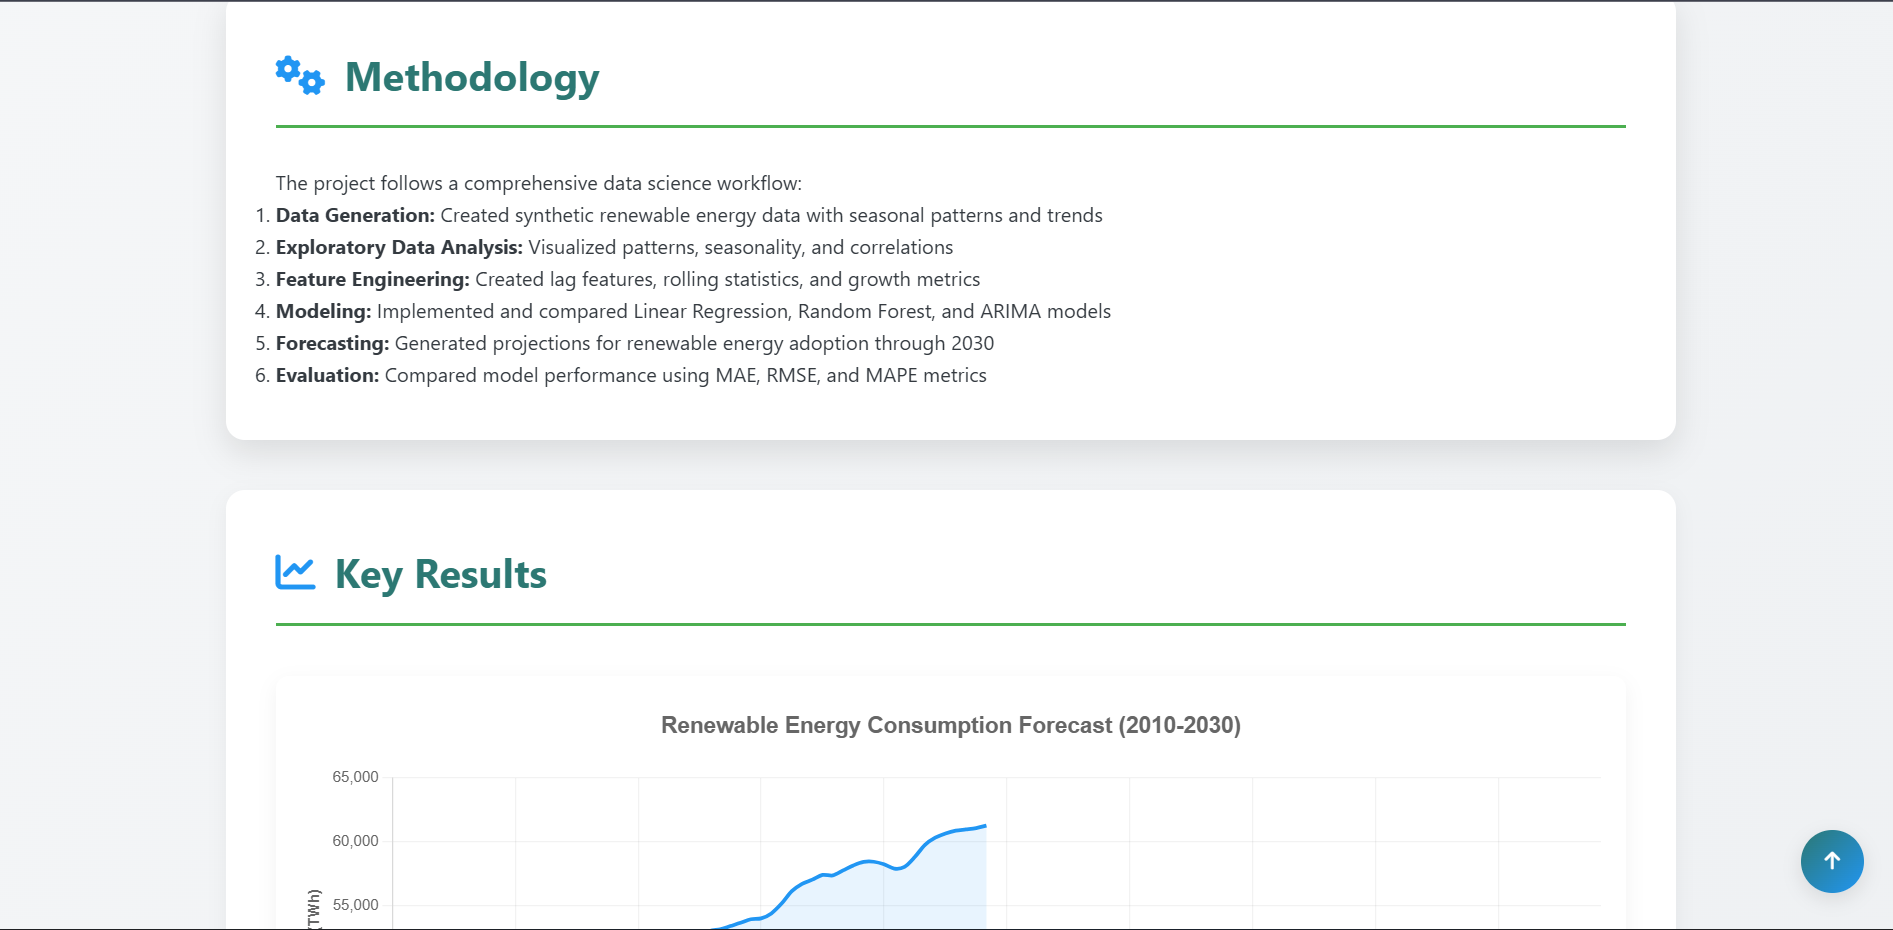 Methodology
The project follows a comprehensive data science workflow:
1. Data Generation: Created synthetic renewable energy data with seasonal patterns and trends
2. Exploratory Data Analysis: Visualized patterns, seasonality, and correlations
3. Feature Engineering: Created lag features, rolling statistics, and growth metrics
4. Modeling: Implemented and compared Linear Regression, Random Forest, and ARIMA models
5. Forecasting: Generated projections for renewable energy adoption through 2030
6. Evaluation: Compared model performance using MAE, RMSE, and MAPE metrics
Key Results
Renewable Energy Consumption Forecast (2010-2030)
65,000
60,000
55,000
(TWh)